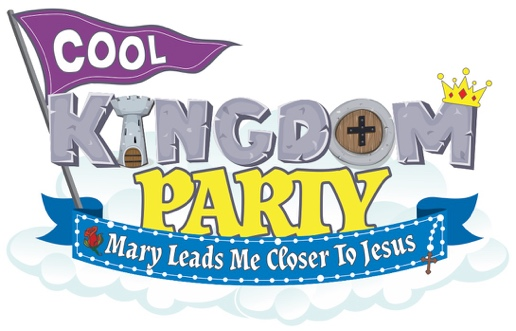 COOL
KINGDOM
PARTY
Mary Leads Me Closer To Jesus